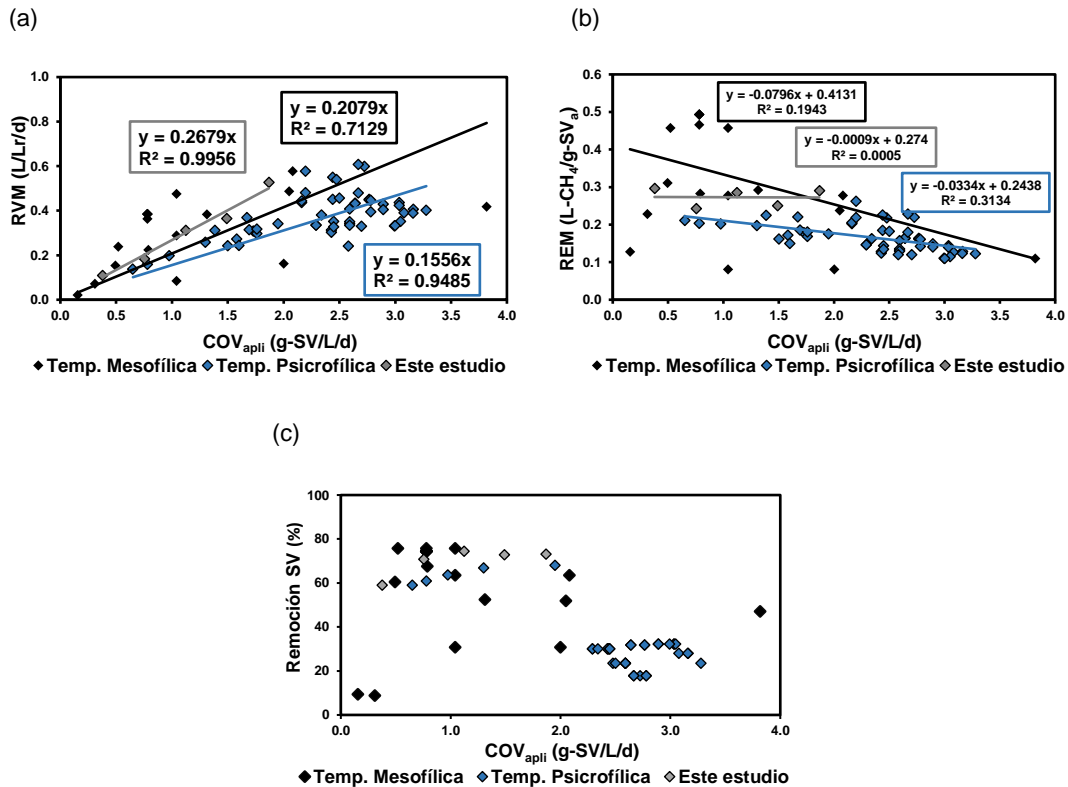 (a)
(b)
RVM (L/Lr/d)
1.0
0.8
0.6
0.4
0.2
0.0
y = 0.2679x
R² = 0.9956
y = 0.2079x
R² = 0.7129
y = 0.1556x
R² = 0.9485
0.0 0.5 1.0 1.5 2.0 2.5 3.0 3.5 4.0
COVapli (g-SV/L/d)
Temp. Mesofílica Temp. Psicrofílica Este estudio
REM (L-CH4/g-SVa)
0.6
0.5
0.4
0.3
0.2
0.1
0.0
y = -0.0796x + 0.4131
R² = 0.1943
y = -0.0009x + 0.274
R² = 0.0005
y = -0.0334x + 0.2438
R² = 0.3134
0.0 0.5 1.0 1.5 2.0 2.5 3.0 3.5 4.0
COVapli (g-SV/L/d)
Temp. Mesofílica Temp. Psicrofílica Este estudio
(c)
Remoción SV (%)
100
80
60
40
20
0
0.0 1.0 2.0 3.0 4.0
COVapli (g-SV/L/d)
Temp. Mesofílica Temp. Psicrofílica Este estudio